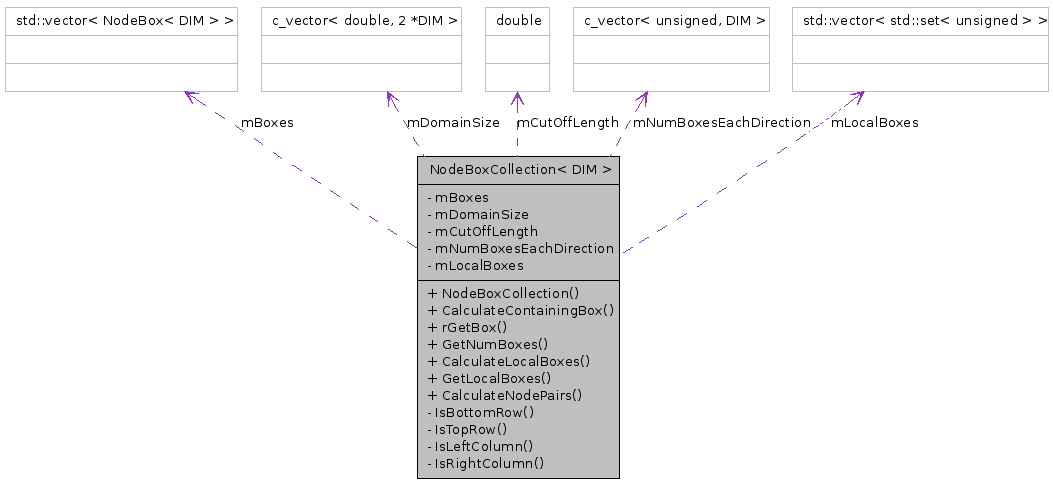 std::vector< NodeBox< DIM > >
c_vector< double, 2 *DIM >
double
c_vector< unsigned, DIM >
std::vector< std::set< unsigned > >
mBoxes
mDomainSize
mCutOffLength
mNumBoxesEachDirection
mLocalBoxes
NodeBoxCollection< DIM >
- mBoxes
- mDomainSize
- mCutOffLength
- mNumBoxesEachDirection
- mLocalBoxes
+ NodeBoxCollection()
+ CalculateContainingBox()
+ rGetBox()
+ GetNumBoxes()
+ CalculateLocalBoxes()
+ GetLocalBoxes()
+ CalculateNodePairs()
- IsBottomRow()
- IsTopRow()
- IsLeftColumn()
- IsRightColumn()